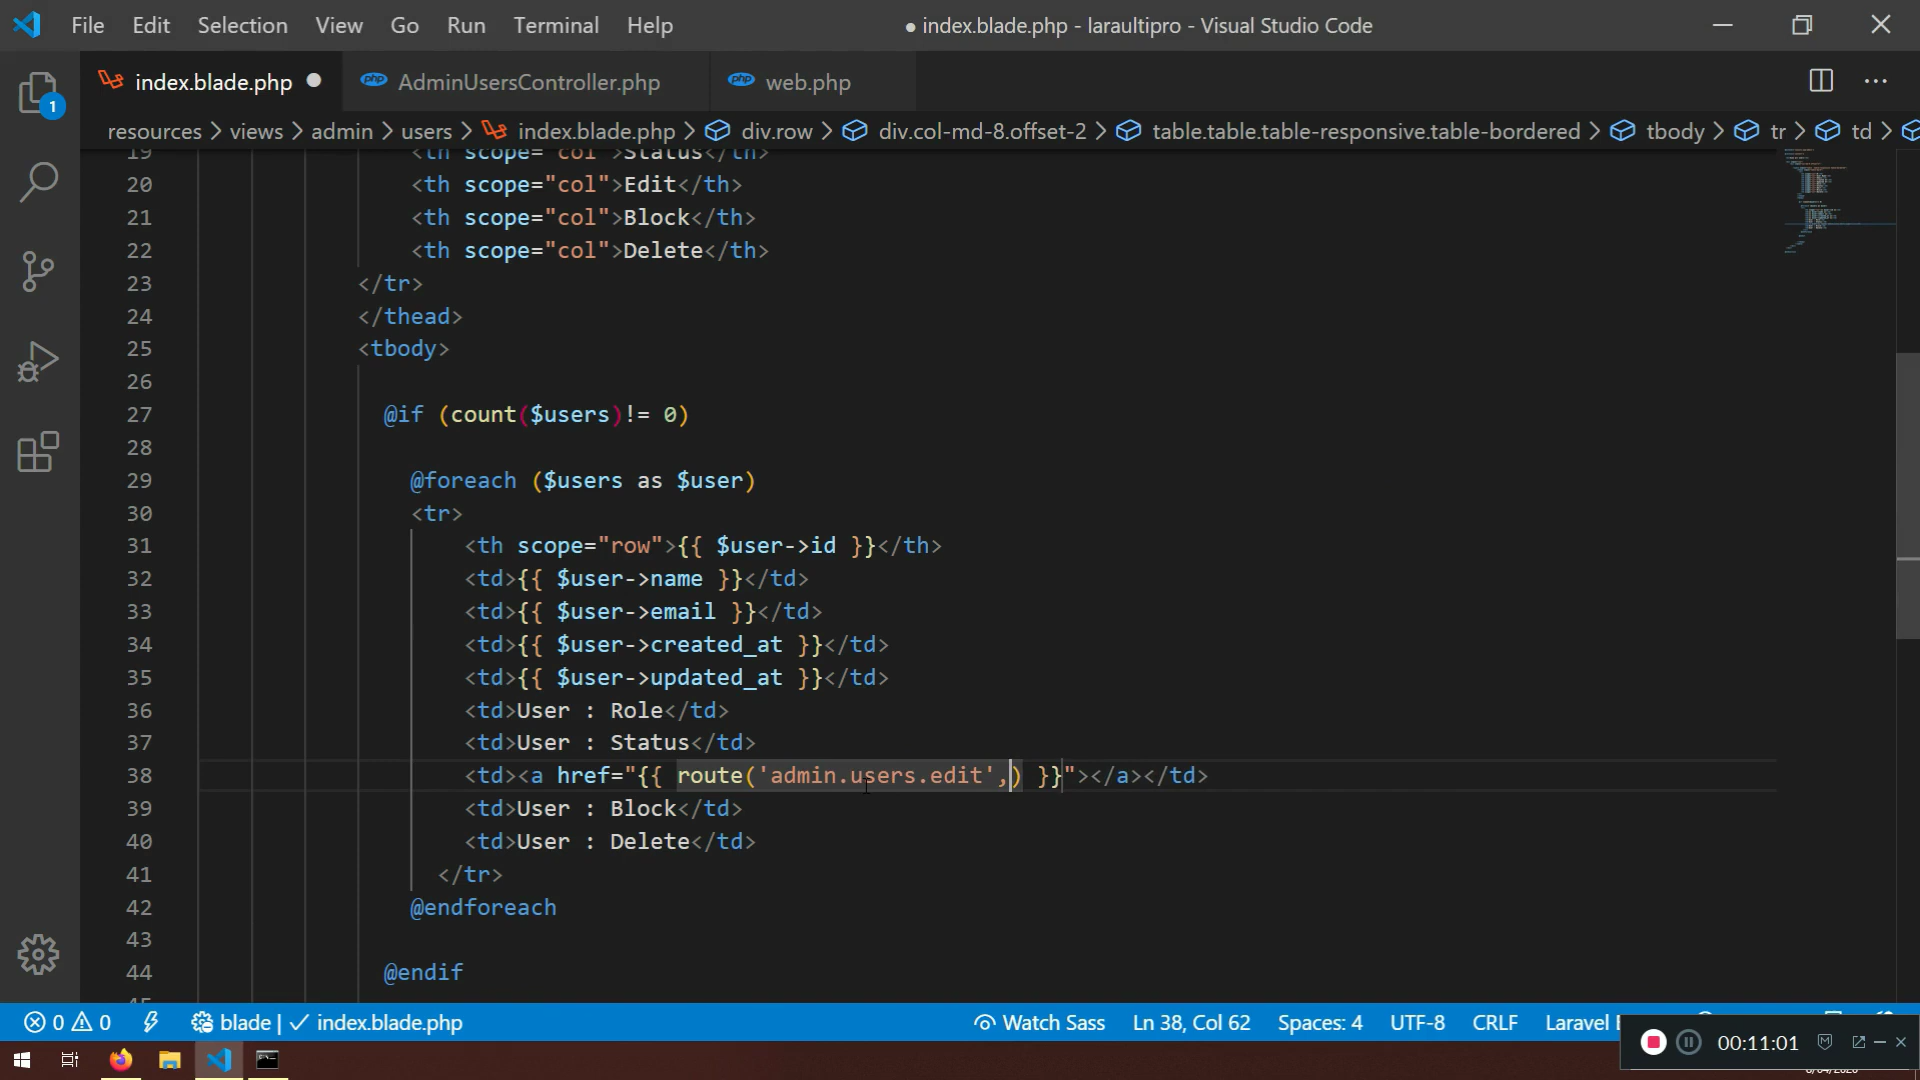 File Edit Selection View Go Run Terminal Help ● index.blade.php - laraultipro - Visual Studio Code
index.blade.php ● php AdminUsersController.php php web.php ...
1
resources > views > admin > users > index.blade.php > div.row > div.col-md-8.offset-2 > table.table.table-responsive.table-bordered > tbody > tr > td >
19 <th scope="col">Status</th>
20 <th scope="col">Edit</th>
21 <th scope="col">Block</th>
22 <th scope="col">Delete</th>
23 </tr>
24 </thead>
25 <tbody>
26
27 @if (count($users)!= 0)
28
29 @foreach ($users as $user)
30 <tr>
31 <th scope="row">{{ $user->id }}</th>
32 <td>{{ $user->name }}</td>
33 <td>{{ $user->email }}</td>
34 <td>{{ $user->created_at }}</td>
35 <td>{{ $user->updated_at }}</td>
36 <td>User : Role</td>
37 <td>User : Status</td>
38 <td><a href="{{ route('admin.users.edit',) }}"></a></td>
39 <td>User : Block</td>
40 <td>User : Delete</td>
41 </tr>
42 @endforeach
43
44 @endif
0 0 blade | ✓ index.blade.php Watch Sass Ln 38, Col 62 Spaces: 4 UTF-8 CRLF Laravel
00:11:01